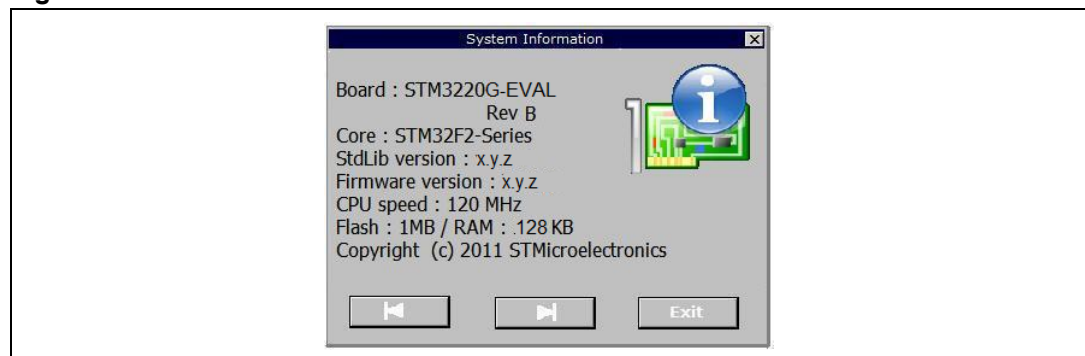 System Information
Board : STM3220G-EVAL
Rev B
Core : STM32F2-Series
StdLib version : x.y.z
Firmware version : x.y.z
CPU speed : 120 MHz
Flash : 1MB / RAM : .128 KB
Copyright (c) 2011 STMicroelectronics
Exit